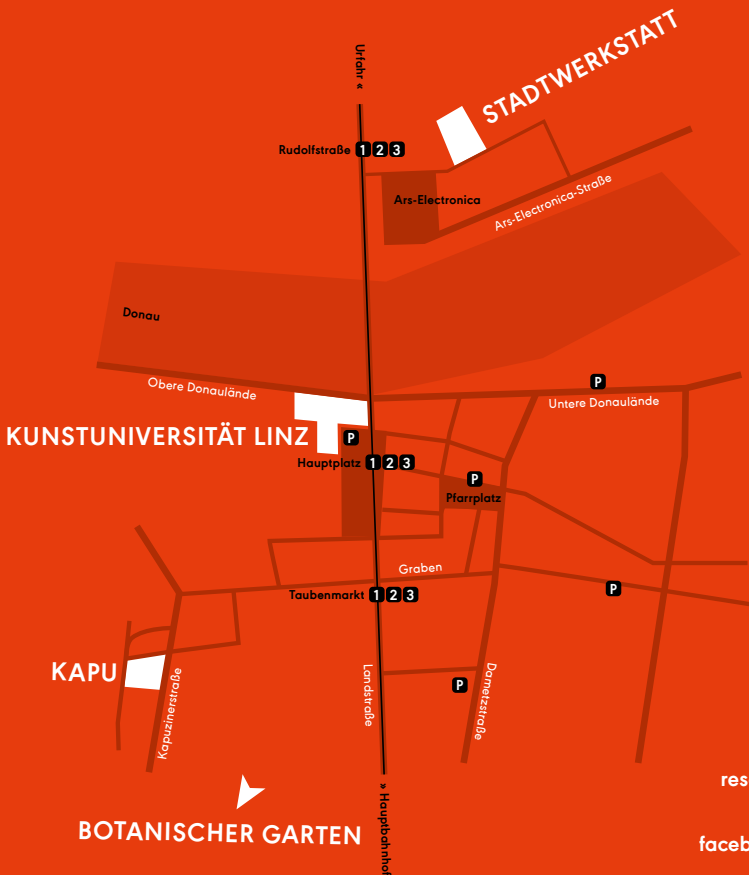 Urfahr «
STADTWERKSTATT
Rudolfstraße 1 2 3
Ars-Electronica
Ars-Electronica-Straße
Donau
Obere Donaulände
P
Untere Donaulände
KUNSTUNIVERSITÄT LINZ
P
Hauptplatz 1 2 3
P
Pfarrplatz
Graben
Taubenmarkt 1 2 3
P
KAPU
Kapuzinerstraße
Landstraße
Dametzstraße
P
res
» Hauptbahnhof
BOTANISCHER GARTEN
faceb